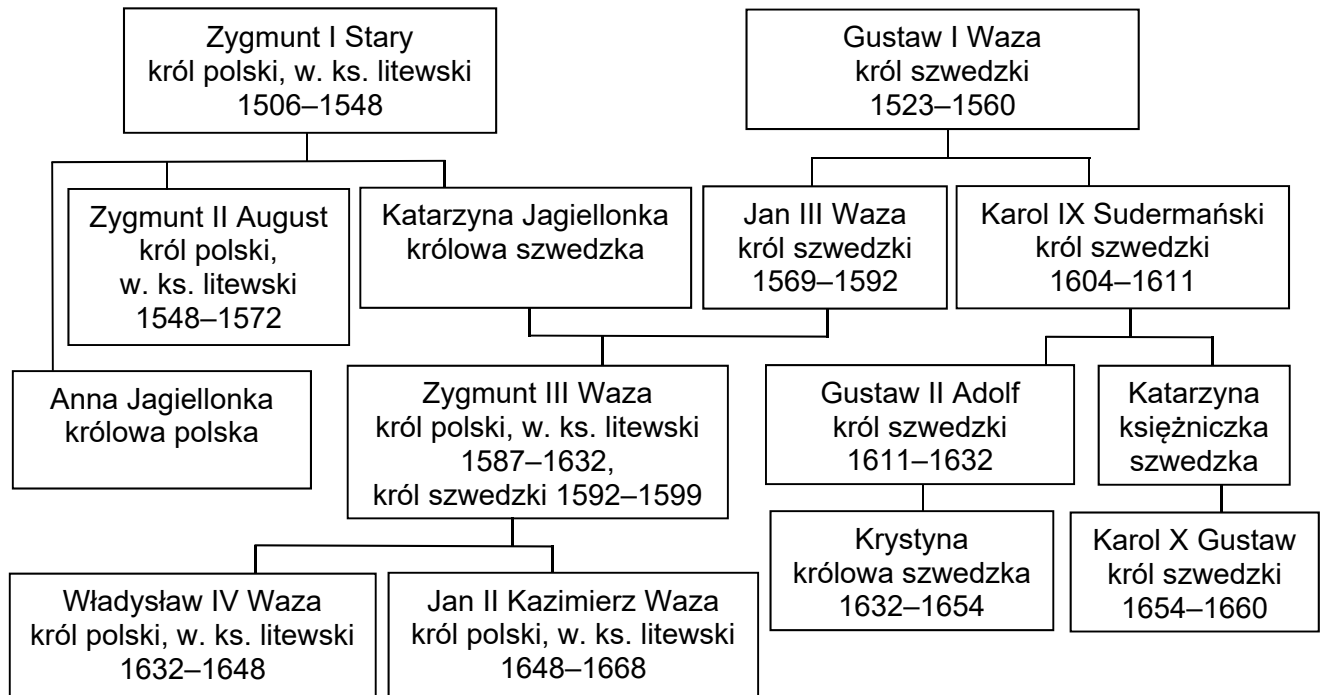 Zygmunt I Stary
król polski, w. ks. litewski
1506–1548
Gustaw I Waza
król szwedzki
1523–1560
Zygmunt II August
król polski,
w. ks. litewski
1548–1572
Katarzyna Jagiellonka
królowa szwedzka
Jan III Waza
król szwedzki
1569–1592
Karol IX Sudermański
król szwedzki
1604–1611
Anna Jagiellonka
królowa polska
Zygmunt III Waza
król polski, w. ks. litewski
1587–1632,
król szwedzki 1592–1599
Gustaw II Adolf
król szwedzki
1611–1632
Katarzyna
księżniczka
szwedzka
Krystyna
królowa szwedzka
1632–1654
Karol X Gustaw
król szwedzki
1654–1660
Władysław IV Waza
król polski, w. ks. litewski
1632–1648
Jan II Kazimierz Waza
król polski, w. ks. litewski
1648–1668